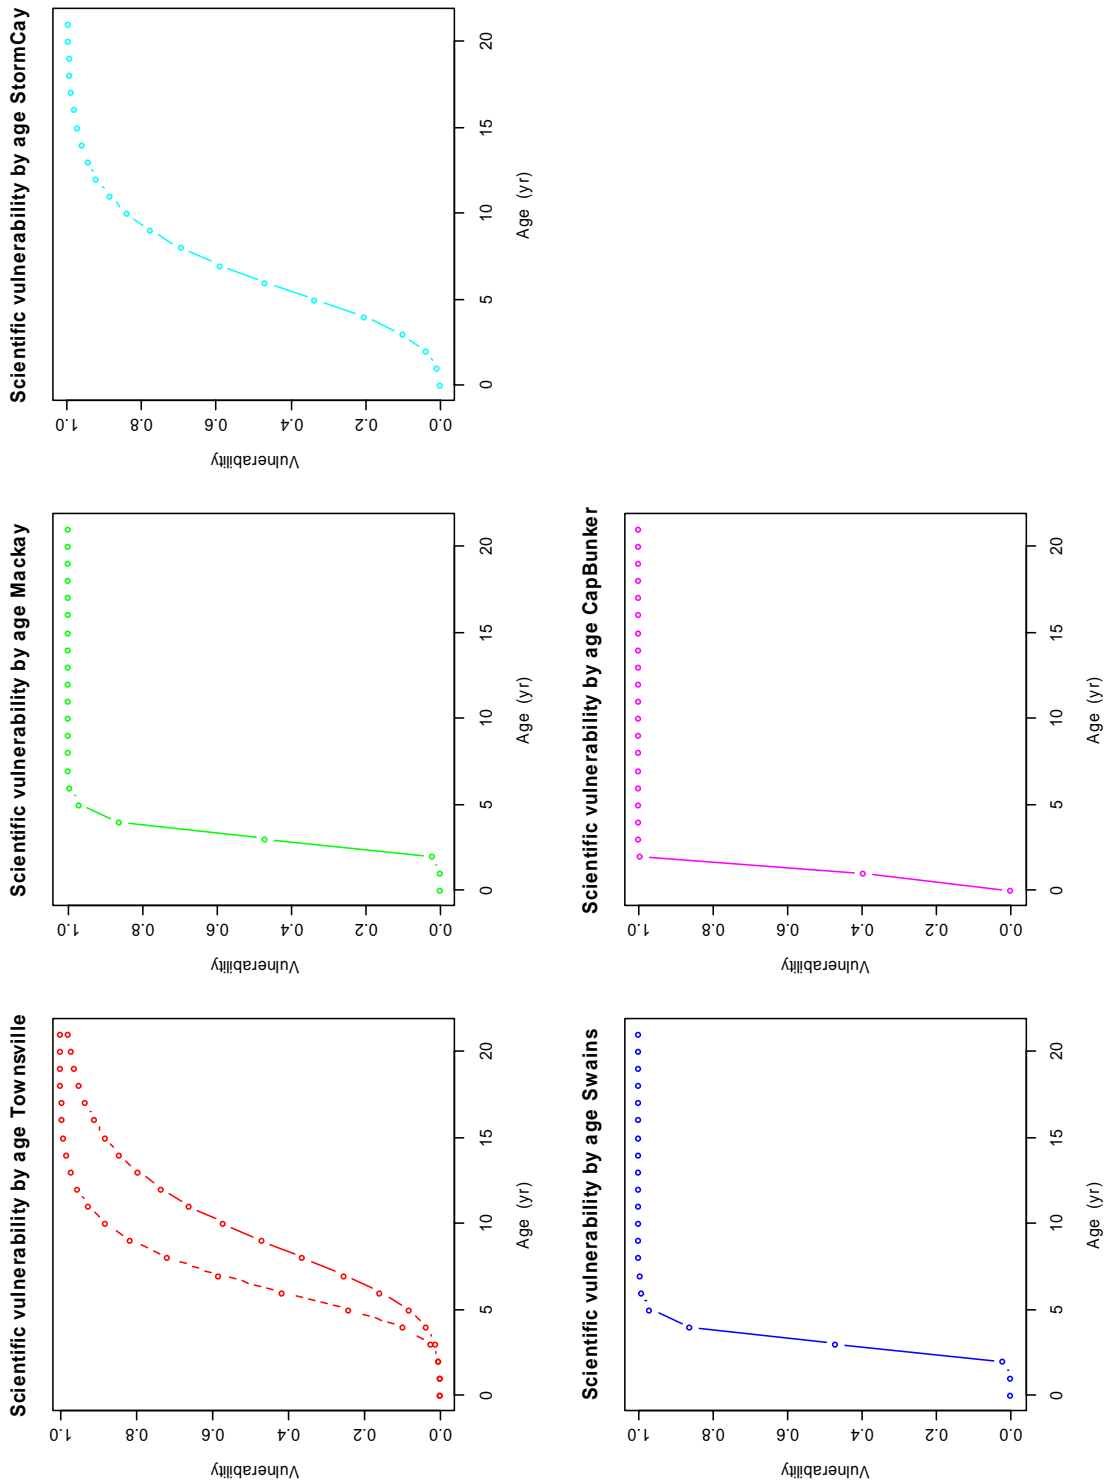 Scientific vulnerability by age Townsville
Vulnerability
0.0 0.2 0.4 0.6 0.8 1.0
0 5 10 15 20
Age (yr)
Scientific vulnerability by age Mackay
Vulnerability
0.0 0.2 0.4 0.6 0.8 1.0
0 5 10 15 20
Age (yr)
Scientific vulnerability by age StormCay
Vulnerability
0.0 0.2 0.4 0.6 0.8 1.0
0 5 10 15 20
Age (yr)
Scientific vulnerability by age Swains
Vulnerability
0.0 0.2 0.4 0.6 0.8 1.0
0 5 10 15 20
Age (yr)
Scientific vulnerability by age CapBunker
Vulnerability
0.0 0.2 0.4 0.6 0.8 1.0
0 5 10 15 20
Age (yr)